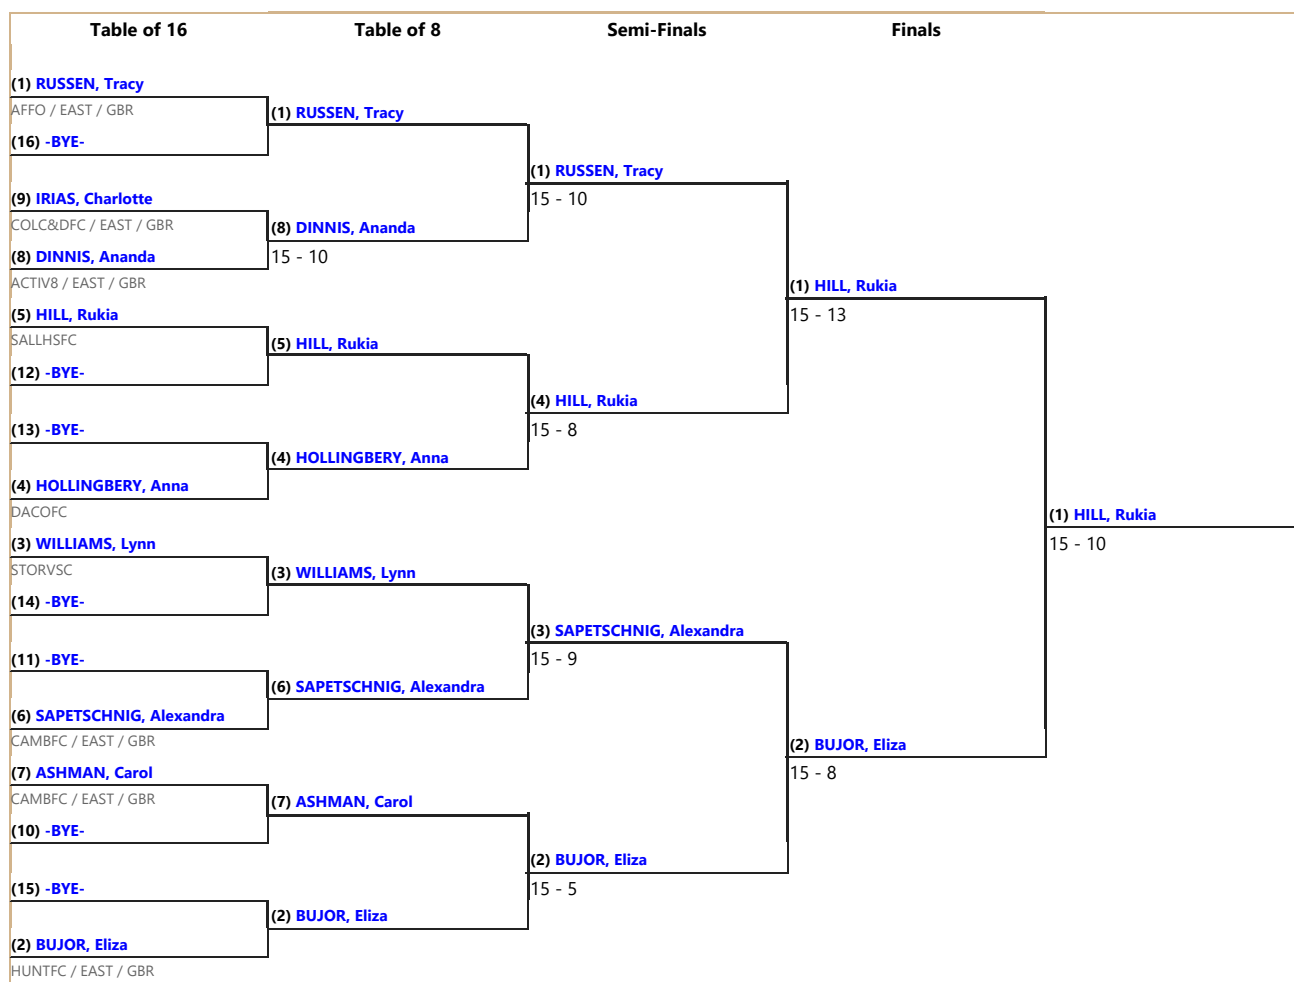 Table of 16
Table of 8
Semi-Finals
Finals
(1) RUSSEN, Tracy
AFFO / EAST / GBR
(16) -BYE-
(9) IRIAS, Charlotte
COLC&DFC / EAST / GBR
(8) DINNIS, Ananda
ACTIV8 / EAST / GBR
(5) HILL, Rukia
SALLHSFC
(12) -BYE-
(13) -BYE-
(4) HOLLINGBERY, Anna
DACOFC
(3) WILLIAMS, Lynn
STORVSC
(14) -BYE-
(11) -BYE-
(6) SAPETSCHNIG, Alexandra
CAMBFC / EAST / GBR
(7) ASHMAN, Carol
CAMBFC / EAST / GBR
(10) -BYE-
(15) -BYE-
(2) BUJOR, Eliza
HUNTFC / EAST / GBR
(1) RUSSEN, Tracy
(8) DINNIS, Ananda
15 - 10
(5) HILL, Rukia
(4) HOLLINGBERY, Anna
(3) WILLIAMS, Lynn
(6) SAPETSCHNIG, Alexandra
(7) ASHMAN, Carol
(2) BUJOR, Eliza
(1) RUSSEN, Tracy
15 - 10
(4) HILL, Rukia
15 - 8
(3) SAPETSCHNIG, Alexandra
15 - 9
(2) BUJOR, Eliza
15 - 5
(1) HILL, Rukia
15 - 13
(2) BUJOR, Eliza
15 - 8
(1) HILL, Rukia
15 - 10